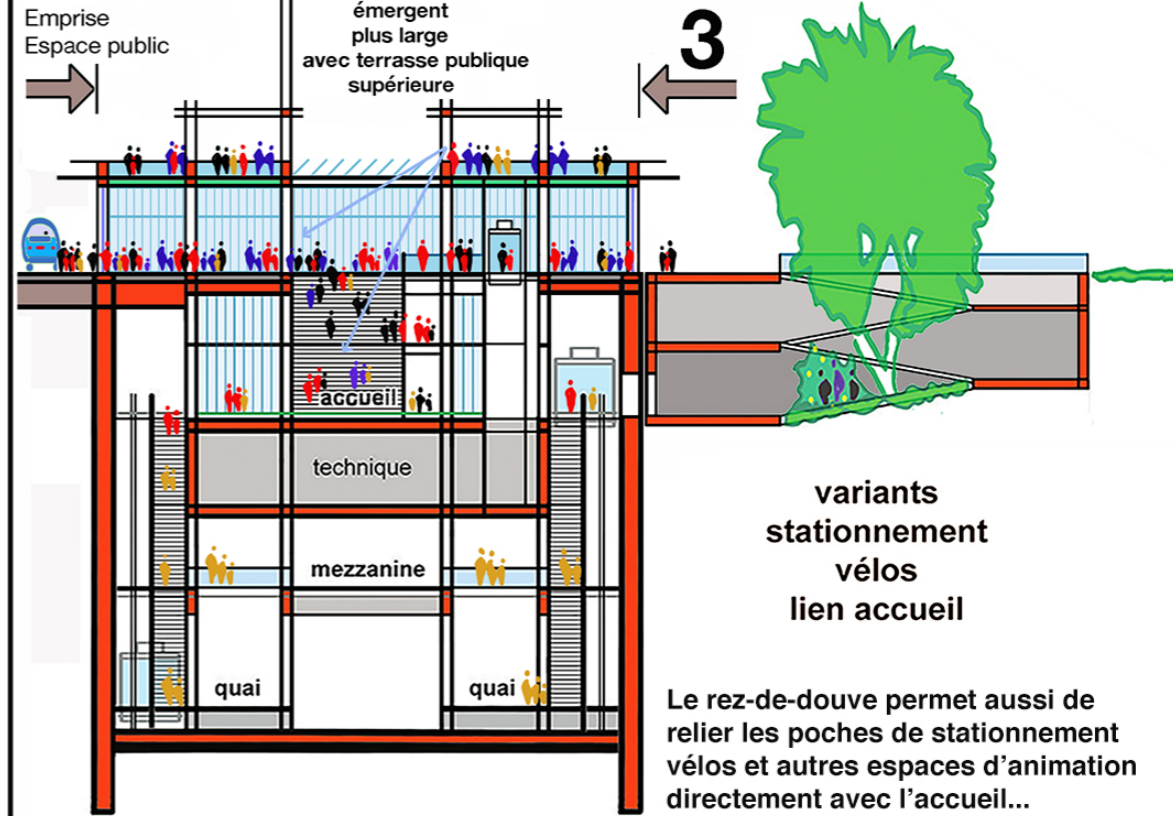 Emprise
Espace public
émergent
plus large
avec terrasse publique
supérieure
3
accueil
technique
mezzanine
quai
quai
variants
stationnement
vélos
lien accueil
Le rez-de-douve permet aussi de
relier les poches de stationnement
vélos et autres espaces d’animation
directement avec l’accueil...